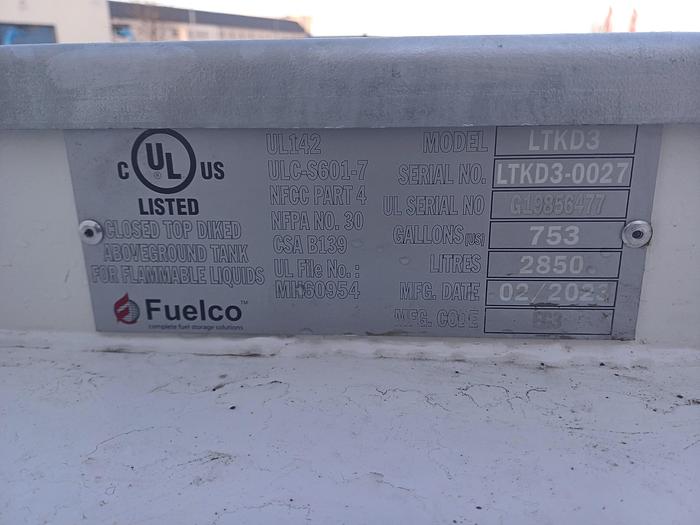 C UL US
®
LISTED
CLOSED TOP DIKED
ABOVEGROUND TANK
FOR FLAMMABLE LIQUIDS
Fuelco™
complete fuel storage solutions
UL142
ULC-S601-7
NFCC PART 4
NFPA NO. 30
CSA B139
UL File No.:
MH60954
MODEL LTKD3
SERIAL NO. LTKD3-0027
UL SERIAL NO G19856477
GALLONS (US) 753
LITRES 2850
MFG. DATE 02/2023
MFG. CODE